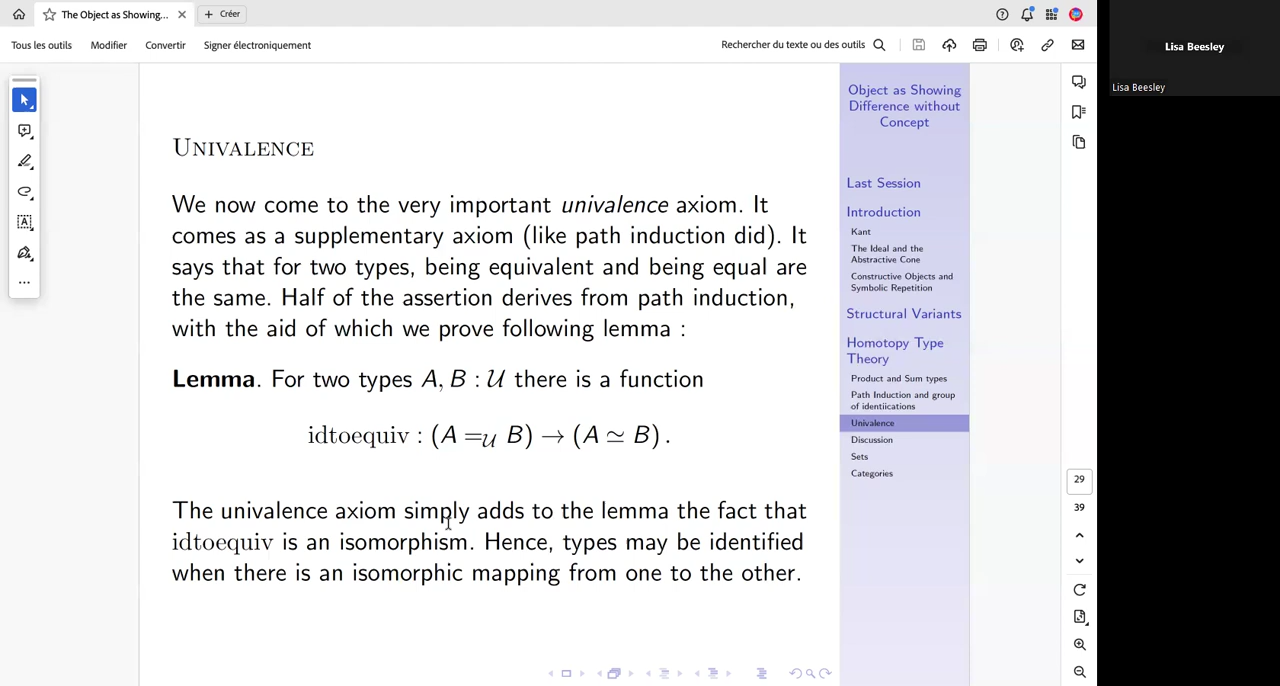 The Object as Showing...
Créer
Tous les outils
Modifier
Convertir
Signer électroniquement
Rechercher du texte ou des outils
UNIVALENCE
We now come to the very important univalence axiom. It
comes as a supplementary axiom (like path induction did). It
says that for two types, being equivalent and being equal are
the same. Half of the assertion derives from path induction,
with the aid of which we prove following lemma :
Lemma. For two types A, B : 𝒰 there is a function
idtoequiv : (A =𝒰 B) → (A ≃ B) .
The univalence axiom simply adds to the lemma the fact that
idtoequiv is an isomorphism. Hence, types may be identified
when there is an isomorphic mapping from one to the other.
Object as Showing
Difference without
Concept
Last Session
Introduction
Kant
The Ideal and the
Abstractive Cone
Constructive Objects and
Symbolic Repetition
Structural Variants
Homotopy Type
Theory
Product and Sum types
Path Induction and group
of identiications
Univalence
Discussion
Sets
Categories
29
39
Lisa Beesley
Lisa Beesley